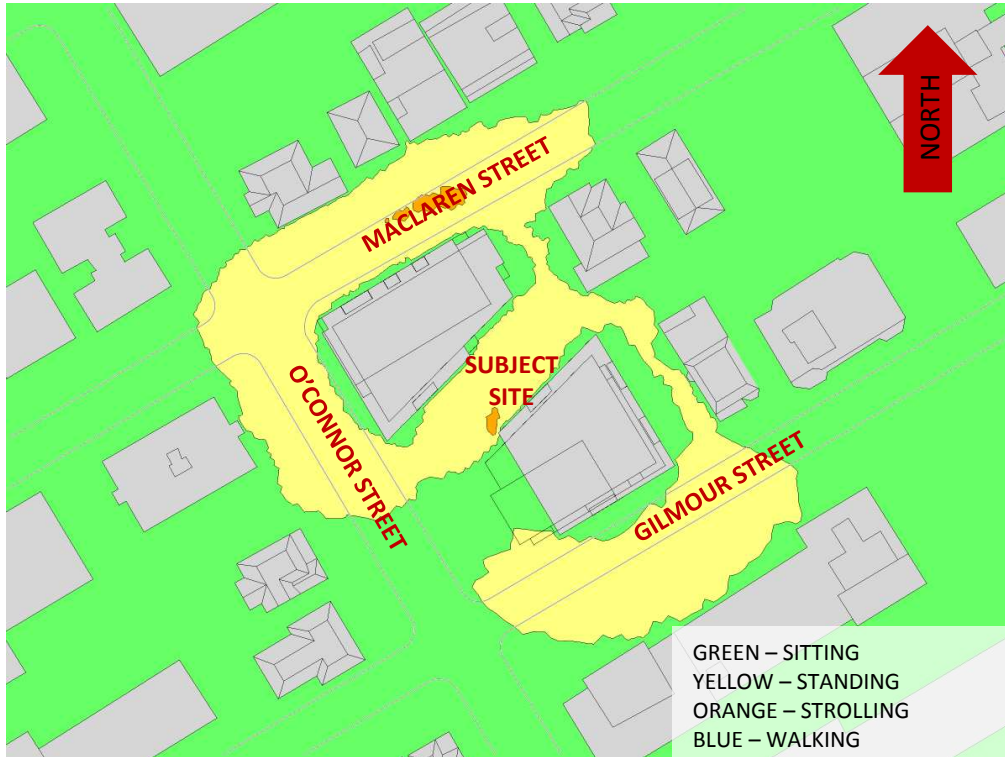 NORTH
MACLAREN STREET
SUBJECT
SITE
O'CONNOR STREET
GILMOUR STREET
GREEN – SITTING
YELLOW – STANDING
ORANGE – STROLLING
BLUE – WALKING